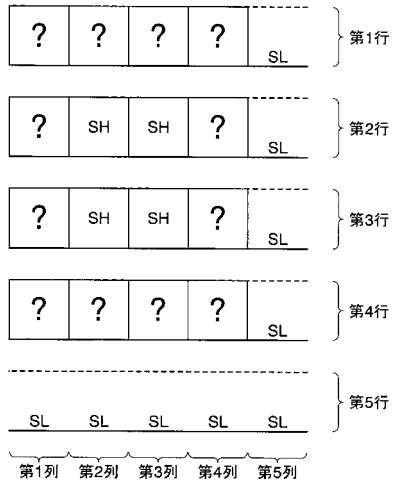 ? ? ? ?
SL
第1行
? SH SH ?
SL
第2行
? SH SH ?
SL
第3行
? ? ? ?
SL
第4行
SL SL SL SL SL
第5行
第1列 第2列 第3列 第4列 第5列